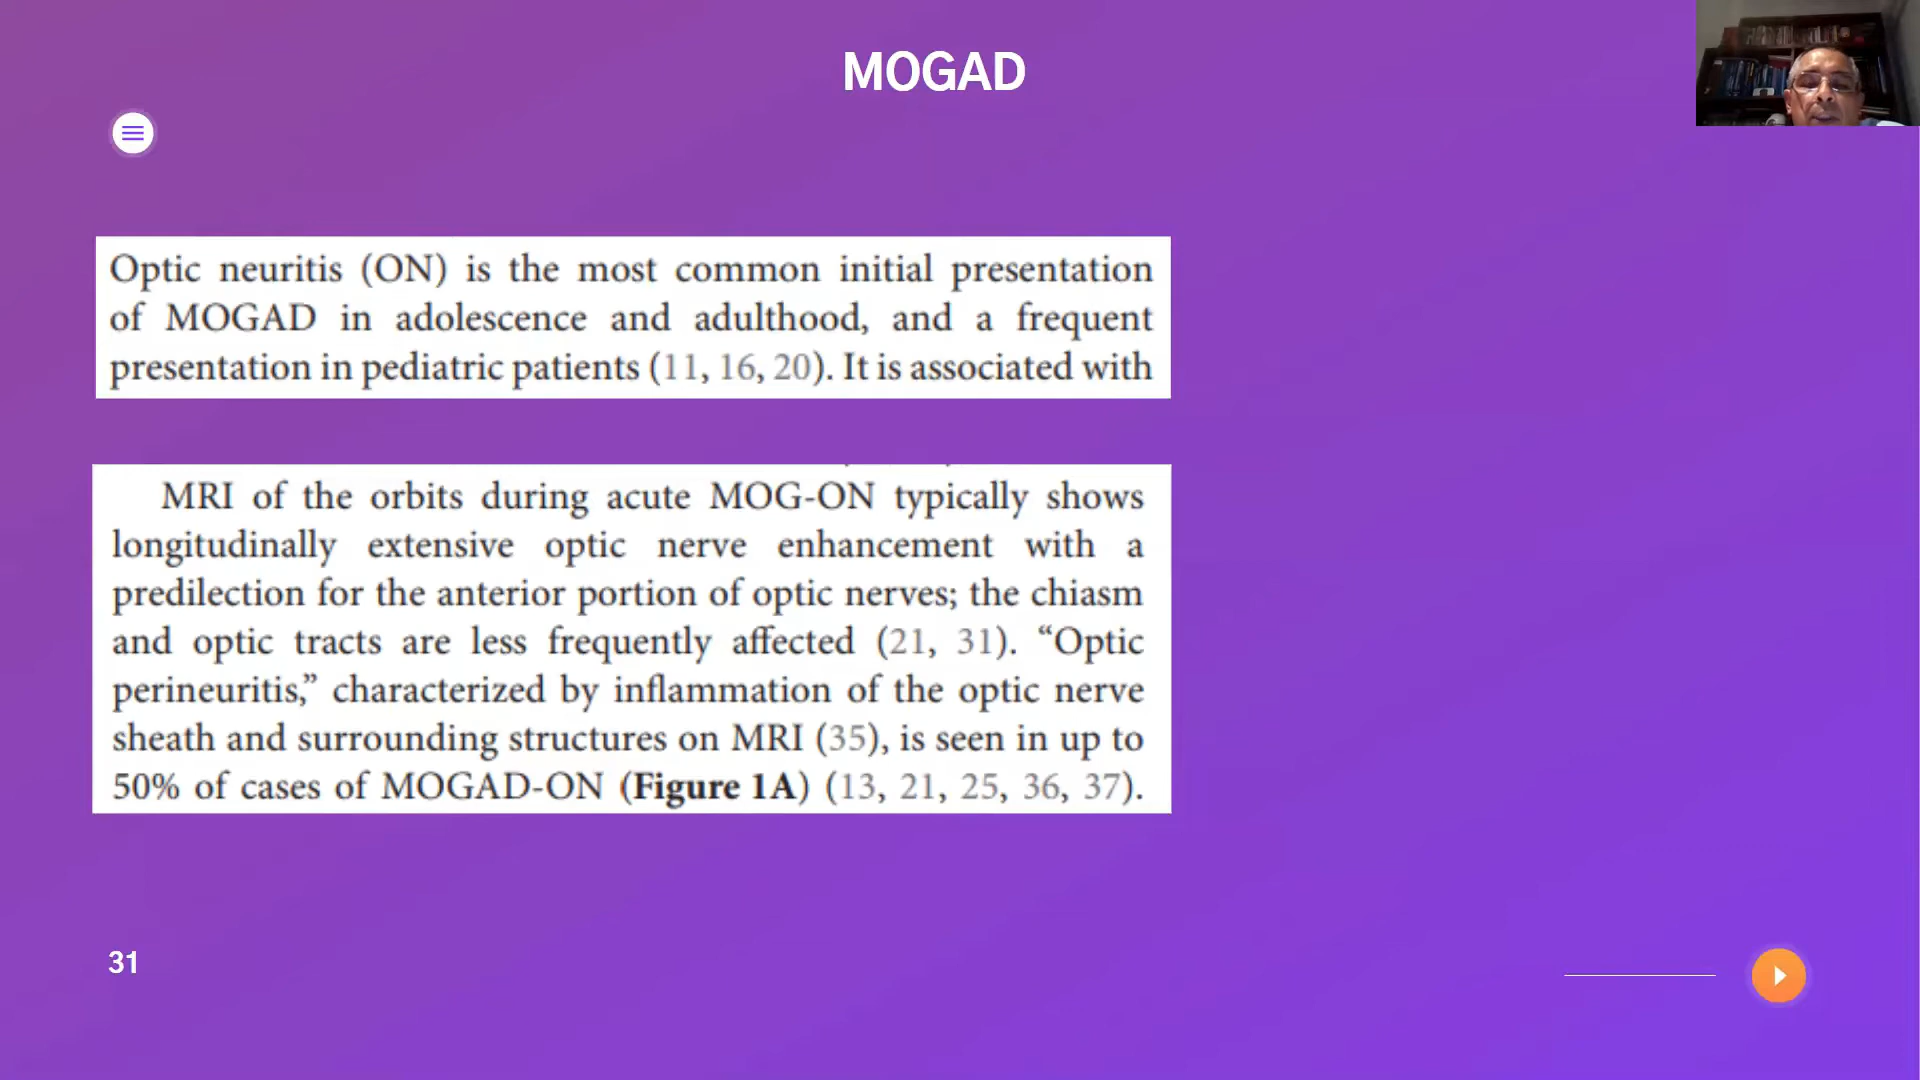 MOGAD
Optic neuritis (ON) is the most common initial presentation
of MOGAD in adolescence and adulthood, and a frequent
presentation in pediatric patients (11, 16, 20). It is associated with
MRI of the orbits during acute MOG-ON typically shows
longitudinally extensive optic nerve enhancement with a
predilection for the anterior portion of optic nerves; the chiasm
and optic tracts are less frequently affected (21, 31). “Optic
perineuritis,” characterized by inflammation of the optic nerve
sheath and surrounding structures on MRI (35), is seen in up to
50% of cases of MOGAD-ON (Figure 1A) (13, 21, 25, 36, 37).
31